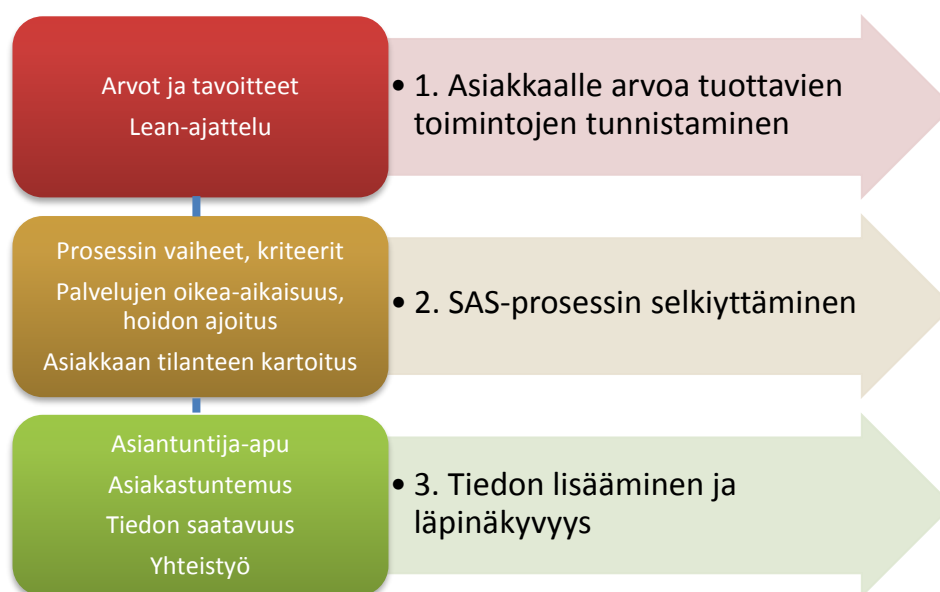 Arvot ja tavoitteet
Lean-ajattelu
• 1. Asiakkaalle arvoa tuottavien
toimintojen tunnistaminen
Prosessin vaiheet, kriteerit
Palvelujen oikea-aikaisuus,
hoidon ajoitus
Asiakkaan tilanteen kartoitus
• 2. SAS-prosessin selkiyttäminen
Asiantuntija-apu
Asiakastuntemus
Tiedon saatavuus
Yhteistyö
• 3. Tiedon lisääminen ja
läpinäkyvyys